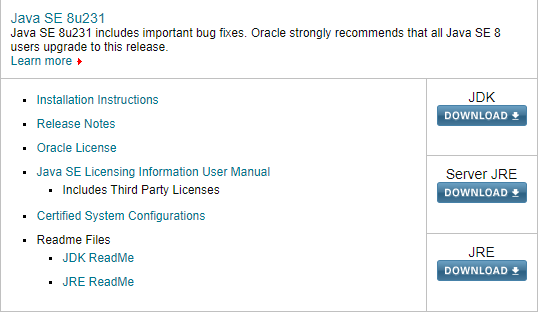 Java SE 8u231
Java SE 8u231 includes important bug fixes. Oracle strongly recommends that all Java SE 8
users upgrade to this release.
Learn more
Installation Instructions
Release Notes
Oracle License
Java SE Licensing Information User Manual
Includes Third Party Licenses
Certified System Configurations
Readme Files
JDK ReadMe
JRE ReadMe
JDK
DOWNLOAD
Server JRE
DOWNLOAD
JRE
DOWNLOAD